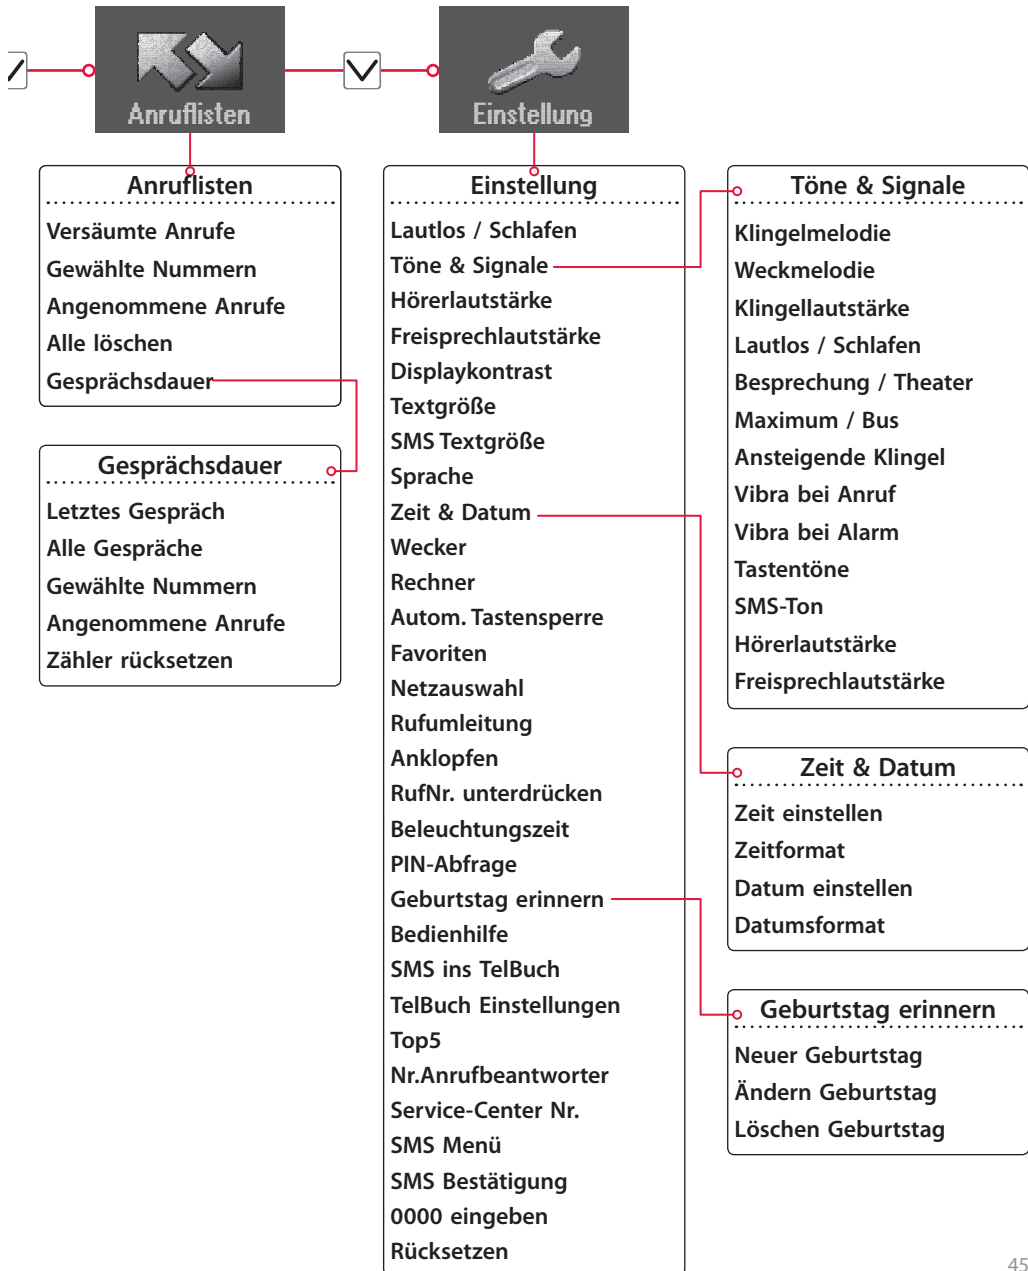 Anruflisten
Einstellung
Anruflisten
Versäumte Anrufe
Gewählte Nummern
Angenommene Anrufe
Alle löschen
Gesprächsdauer
Gesprächsdauer
Letztes Gespräch
Alle Gespräche
Gewählte Nummern
Angenommene Anrufe
Zähler rücksetzen
Einstellung
Lautlos / Schlafen
Töne & Signale
Hörerlautstärke
Freisprechlautstärke
Displaykontrast
Textgröße
SMS Textgröße
Sprache
Zeit & Datum
Wecker
Rechner
Autom. Tastensperre
Favoriten
Netzauswahl
Rufumleitung
Anklopfen
RufNr. unterdrücken
Beleuchtungszeit
PIN-Abfrage
Geburtstag erinnern
Bedienhilfe
SMS ins TelBuch
TelBuch Einstellungen
Top5
Nr.Anrufbeantworter
Service-Center Nr.
SMS Menü
SMS Bestätigung
0000 eingeben
Rücksetzen
Töne & Signale
Klingelmelodie
Weckmelodie
Klingellautstärke
Lautlos / Schlafen
Besprechung / Theater
Maximum / Bus
Ansteigende Klingel
Vibra bei Anruf
Vibra bei Alarm
Tastentöne
SMS-Ton
Hörerlautstärke
Freisprechlautstärke
Zeit & Datum
Zeit einstellen
Zeitformat
Datum einstellen
Datumsformat
Geburtstag erinnern
Neuer Geburtstag
Ändern Geburtstag
Löschen Geburtstag
45